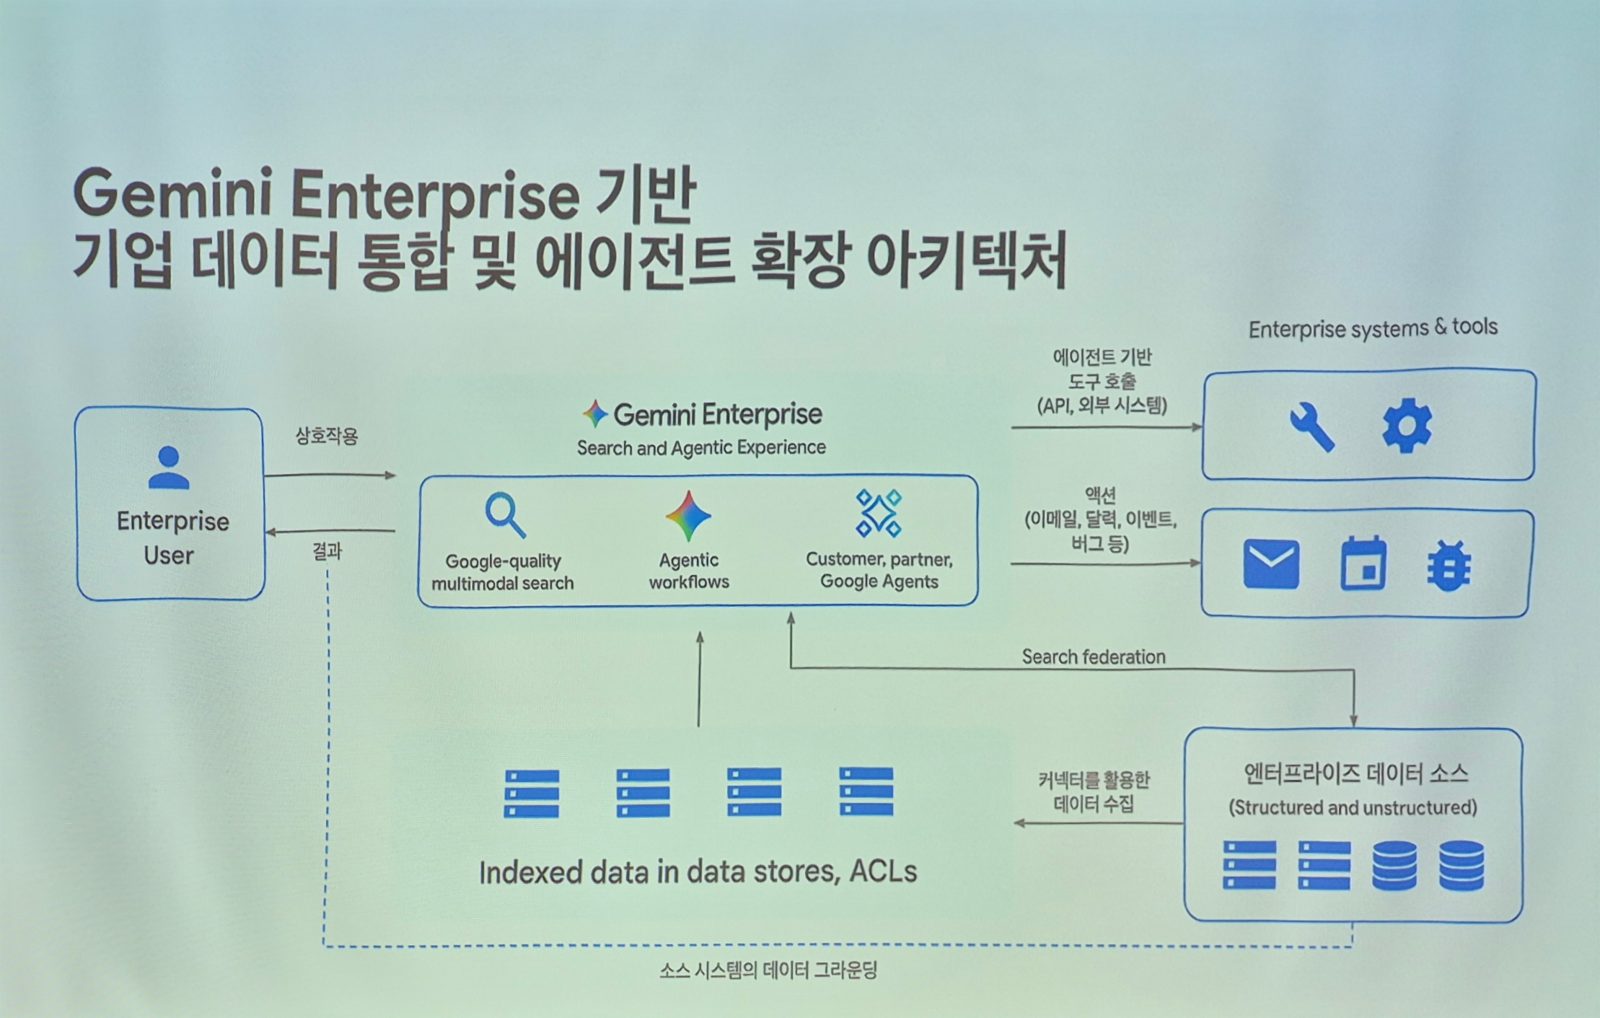 Gemini Enterprise 기반
기업 데이터 통합 및 에이전트 확장 아키텍처
Enterprise systems & tools
에이전트 기반
도구 호출
(API, 외부 시스템)
Gemini Enterprise
Search and Agentic Experience
상호작용
Enterprise
User
결과
Google-quality
multimodal search
Agentic
workflows
Customer, partner,
Google Agents
액션
(이메일, 달력, 이벤트,
버그 등)
Search federation
엔터프라이즈 데이터 소스
(Structured and unstructured)
커넥터를 활용한
데이터 수집
Indexed data in data stores, ACLs
소스 시스템의 데이터 그라운딩